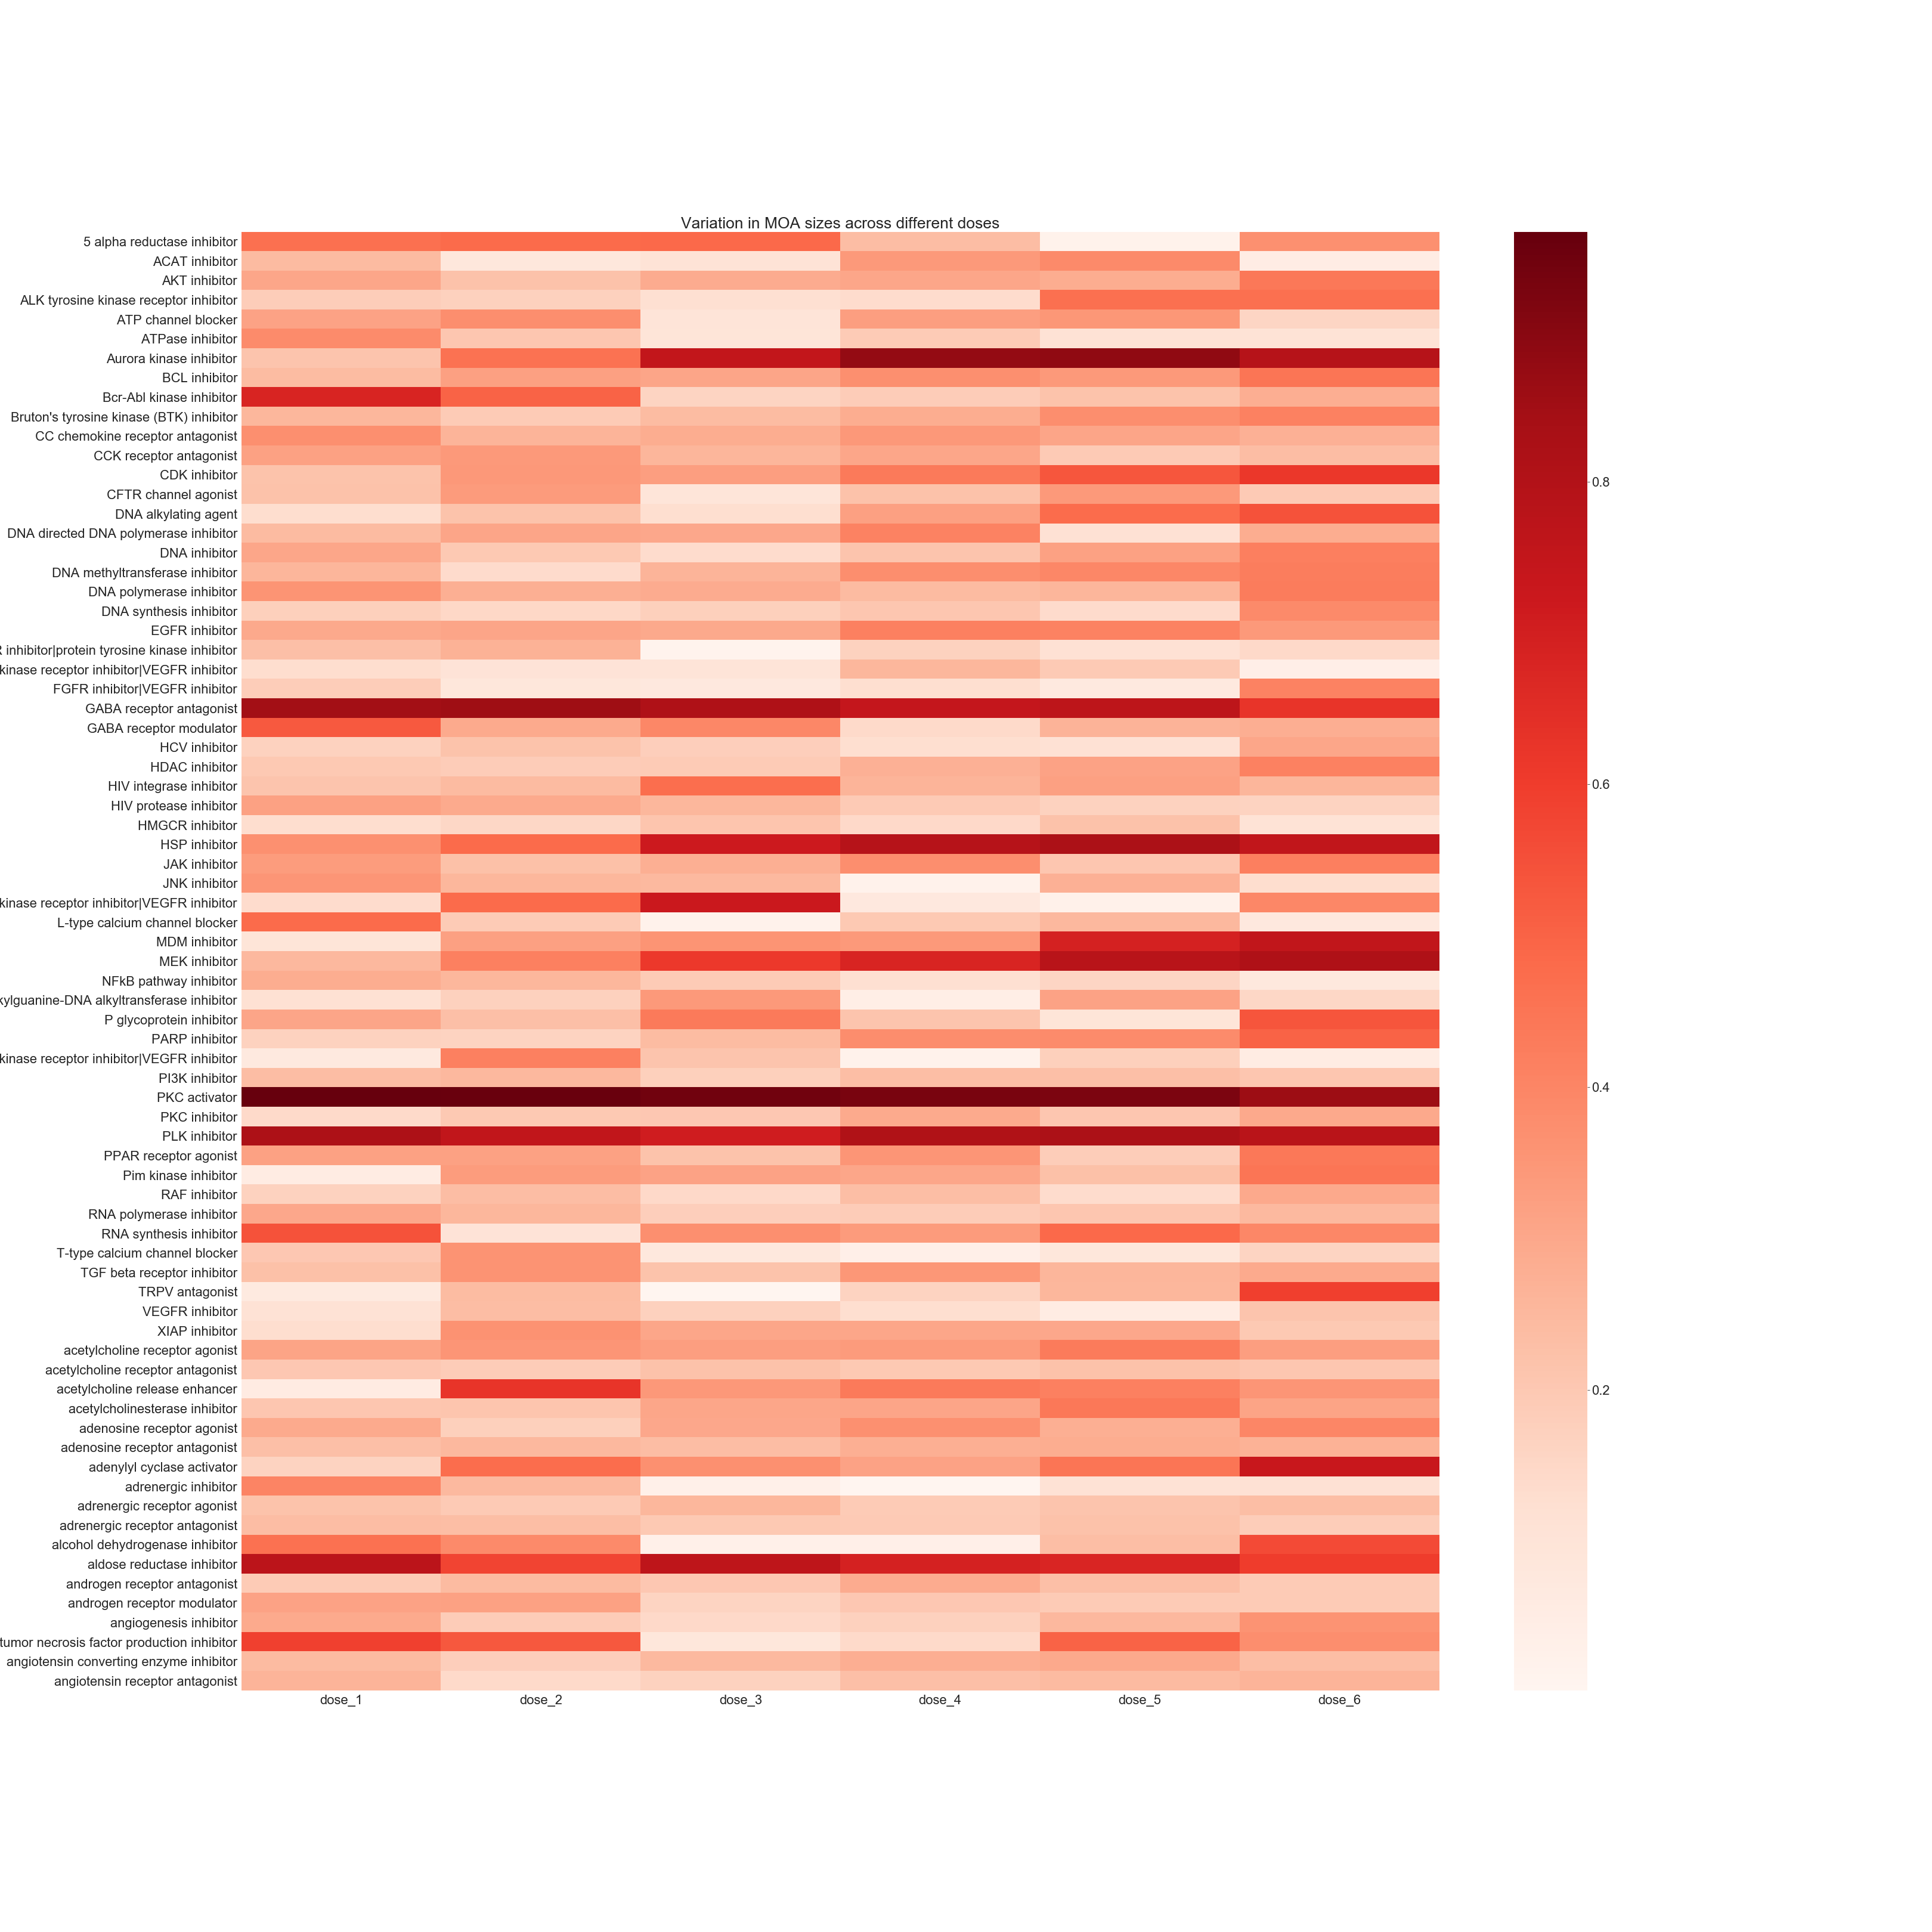 Variation in MOA sizes across different doses
5 alpha reductase inhibitor
ACAT inhibitor
AKT inhibitor
ALK tyrosine kinase receptor inhibitor
ATP channel blocker
ATPase inhibitor
Aurora kinase inhibitor
BCL inhibitor
Bcr-Abl kinase inhibitor
Bruton's tyrosine kinase (BTK) inhibitor
CC chemokine receptor antagonist
CCK receptor antagonist
CDK inhibitor
CFTR channel agonist
DNA alkylating agent
DNA directed DNA polymerase inhibitor
DNA inhibitor
DNA methyltransferase inhibitor
DNA polymerase inhibitor
DNA synthesis inhibitor
EGFR inhibitor
inhibitor|protein tyrosine kinase inhibitor
kinase receptor inhibitor|VEGFR inhibitor
FGFR inhibitor|VEGFR inhibitor
GABA receptor antagonist
GABA receptor modulator
HCV inhibitor
HDAC inhibitor
HIV integrase inhibitor
HIV protease inhibitor
HMGCR inhibitor
HSP inhibitor
JAK inhibitor
JNK inhibitor
kinase receptor inhibitor|VEGFR inhibitor
L-type calcium channel blocker
MDM inhibitor
MEK inhibitor
NFkB pathway inhibitor
kylguanine-DNA alkyltransferase inhibitor
P glycoprotein inhibitor
PARP inhibitor
kinase receptor inhibitor|VEGFR inhibitor
PI3K inhibitor
PKC activator
PKC inhibitor
PLK inhibitor
PPAR receptor agonist
Pim kinase inhibitor
RAF inhibitor
RNA polymerase inhibitor
RNA synthesis inhibitor
T-type calcium channel blocker
TGF beta receptor inhibitor
TRPV antagonist
VEGFR inhibitor
XIAP inhibitor
acetylcholine receptor agonist
acetylcholine receptor antagonist
acetylcholine release enhancer
acetylcholinesterase inhibitor
adenosine receptor agonist
adenosine receptor antagonist
adenylyl cyclase activator
adrenergic inhibitor
adrenergic receptor agonist
adrenergic receptor antagonist
alcohol dehydrogenase inhibitor
aldose reductase inhibitor
androgen receptor antagonist
androgen receptor modulator
angiogenesis inhibitor
tumor necrosis factor production inhibitor
angiotensin converting enzyme inhibitor
angiotensin receptor antagonist
dose_1 dose_2 dose_3 dose_4 dose_5 dose_6
0.8
0.6
0.4
0.2